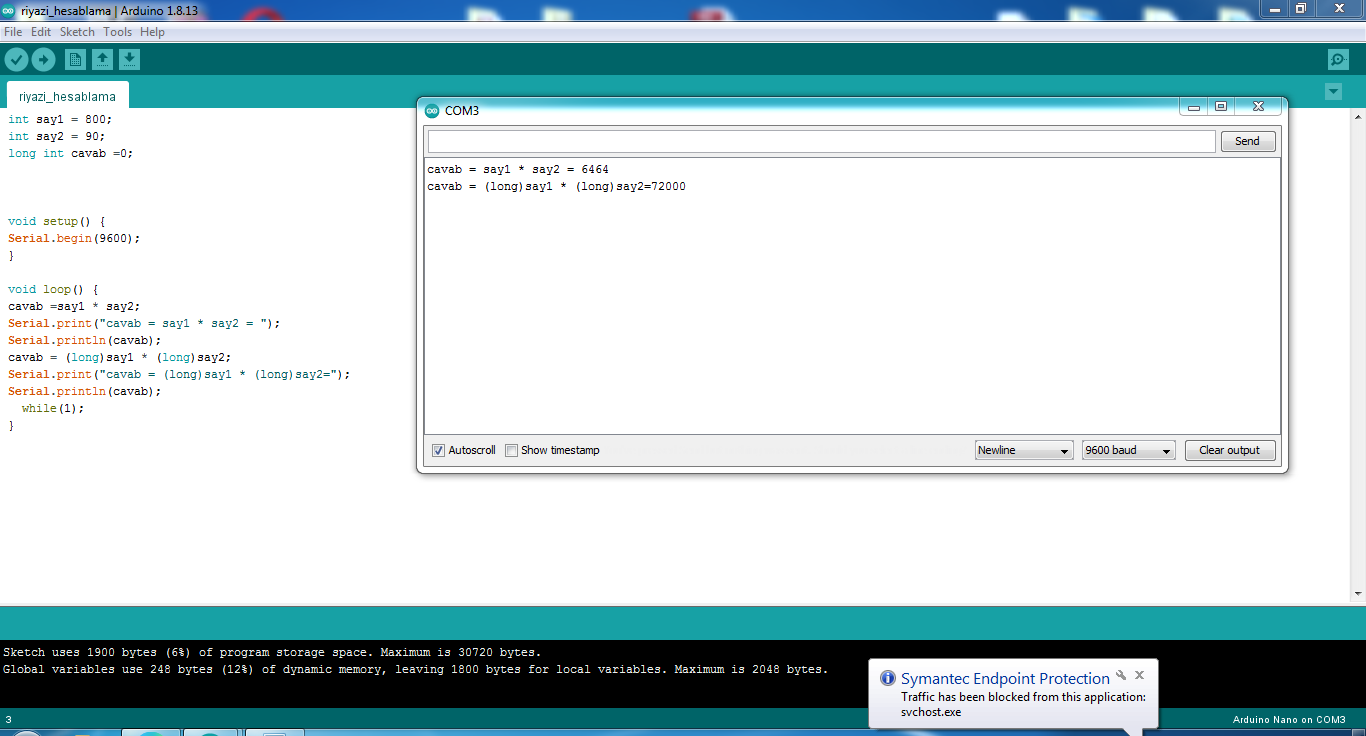 riyazi_hesablama | Arduino 1.8.13
File Edit Sketch Tools Help
riyazi_hesablama
int say1 = 800;
int say2 = 90;
long int cavab =0;
void setup() {
Serial.begin(9600);
}
void loop() {
cavab =say1 * say2;
Serial.print("cavab = say1 * say2 = ");
Serial.println(cavab);
cavab = (long)say1 * (long)say2;
Serial.print("cavab = (long)say1 * (long)say2=");
Serial.println(cavab);
while(1);
}
COM3
Send
cavab = say1 * say2 = 6464
cavab = (long)say1 * (long)say2=72000
Autoscroll Show timestamp Newline 9600 baud Clear output
Sketch uses 1900 bytes (6%) of program storage space. Maximum is 30720 bytes.
Global variables use 248 bytes (12%) of dynamic memory, leaving 1800 bytes for local variables. Maximum is 2048 bytes.
Symantec Endpoint Protection
Traffic has been blocked from this application:
svchost.exe
3
Arduino Nano on COM3